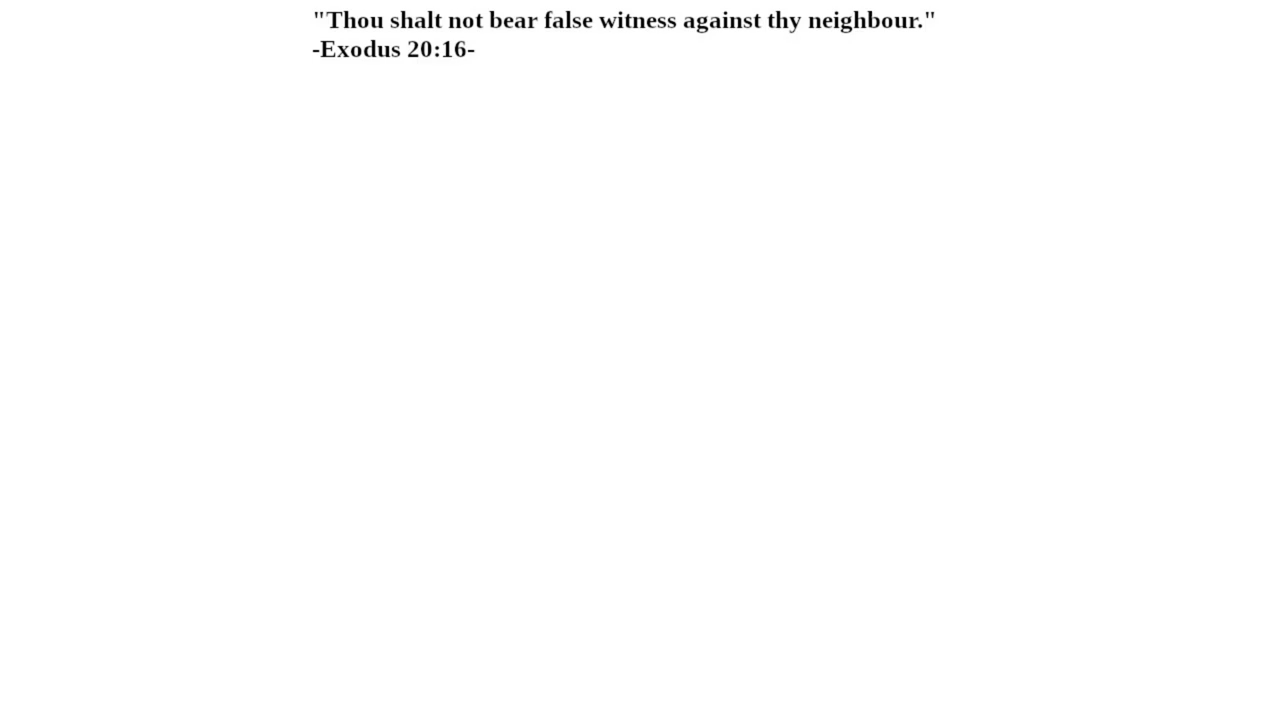 "Thou shalt not bear false witness against thy neighbour."
-Exodus 20:16-